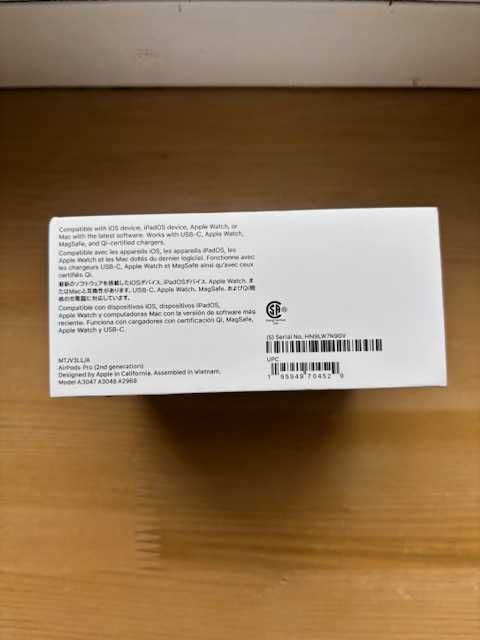 Compatible with iOS device, iPadOS device, Apple Watch, or
Mac with the latest software. Works with USB-C, Apple Watch,
MagSafe, and Qi-certified chargers.
Compatible avec les appareils iOS, les appareils iPadOS, les
Apple Watch et les Mac dotés du dernier logiciel. Fonctionne avec
les chargeurs USB-C, Apple Watch et MagSafe ainsi qu'avec ceux
certifiés Qi.
最新のソフトウェアを搭載したiOSデバイス、iPadOSデバイス、Apple Watch、ま
たはMacと互換性があります。USB-C、Apple Watch、MagSafe、およびQi規
格の充電器に対応しています。
Compatible con dispositivos iOS, dispositivos iPadOS,
Apple Watch y computadoras Mac con la versión de software más
reciente. Funciona con cargadores con certificación Qi, MagSafe,
Apple Watch y USB-C.
MTJV3LL/A
AirPods Pro (2nd generation)
Designed by Apple in California. Assembled in Vietnam.
Model A3047 A3048 A2968
(S) Serial No. HN9LW7N9GV
UPC
1 95949 70452 9